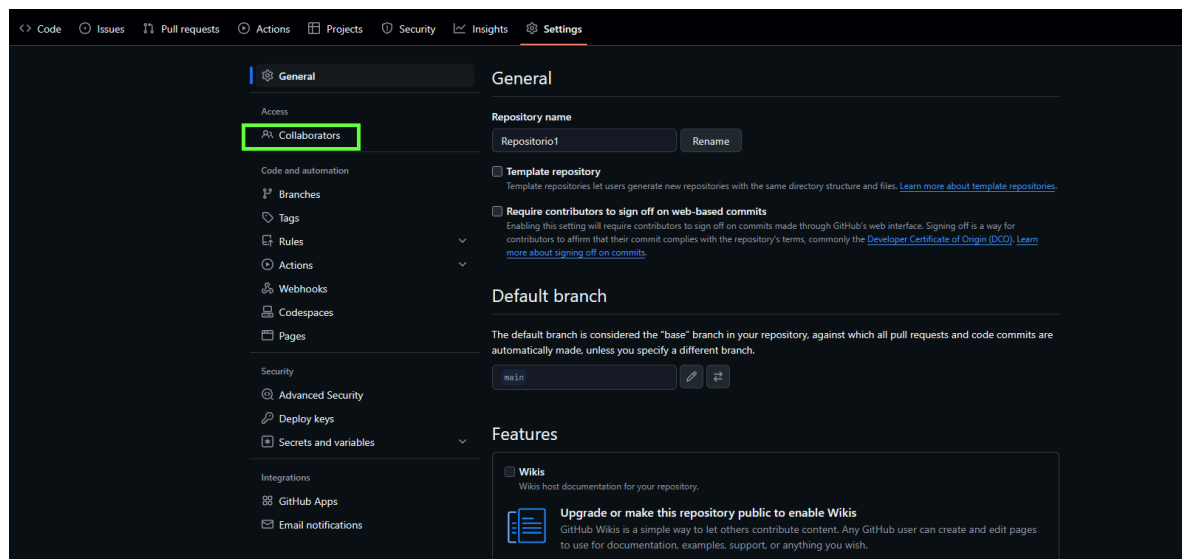 Code Issues Pull requests Actions Projects Security Insights Settings
General
Access
Collaborators
Code and automation
Branches
Tags
Rules
Actions
Webhooks
Codespaces
Pages
Security
Advanced Security
Deploy keys
Secrets and variables
Integrations
GitHub Apps
Email notifications
General
Repository name
Repositorio1 Rename
Template repository
Template repositories let users generate new repositories with the same directory structure and files. Learn more about template repositories.
Require contributors to sign off on web-based commits
Enabling this setting will require contributors to sign off on commits made through GitHub's web interface. Signing off is a way for
contributors to affirm that their commit complies with the repository's terms, commonly the Developer Certificate of Origin (DCO). Learn
more about signing off on commits.
Default branch
The default branch is considered the "base" branch in your repository, against which all pull requests and code commits are
automatically made, unless you specify a different branch.
main
Features
Wikis
Wikis host documentation for your repository.
Upgrade or make this repository public to enable Wikis
GitHub Wikis is a simple way to let others contribute content. Any GitHub user can create and edit pages
to use for documentation, examples, support, or anything you wish.